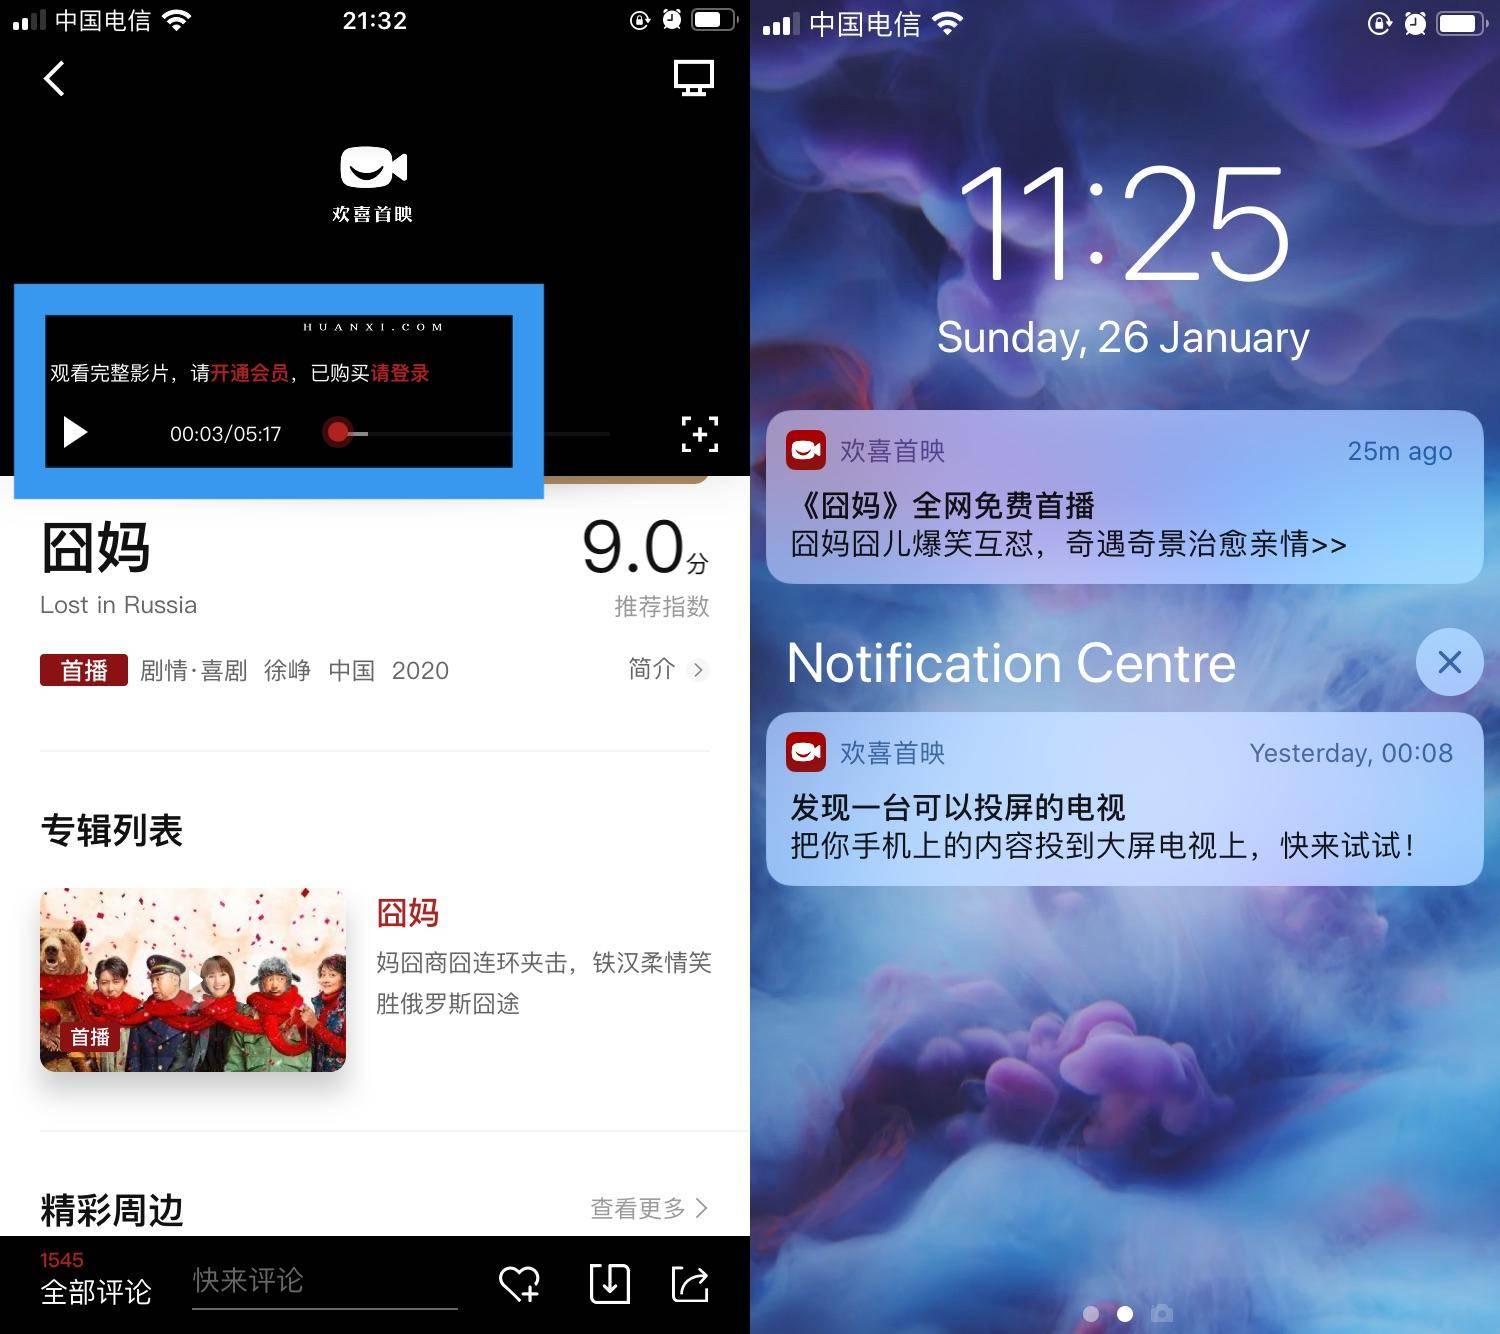 中国电信
21:32
欢喜首映
HUANXI.COM
观看完整影片，请开通会员，已购买请登录
00:03/05:17
囧妈
9.0分
Lost in Russia
推荐指数
首播 剧情·喜剧 徐峥 中国 2020
简介
专辑列表
首播
囧妈
妈囧商囧连环夹击，铁汉柔情笑
胜俄罗斯囧途
精彩周边
查看更多
1545
全部评论
快来评论
中国电信
11:25
Sunday, 26 January
欢喜首映
25m ago
《囧妈》全网免费首播
囧妈囧儿爆笑互怼，奇遇奇景治愈亲情>>
Notification Centre
欢喜首映
Yesterday, 00:08
发现一台可以投屏的电视
把你手机上的内容投到大屏电视上，快来试试！